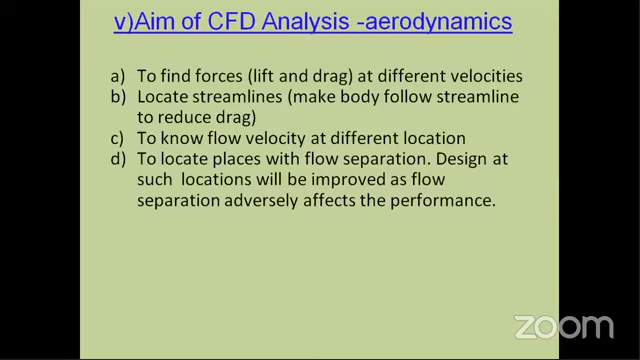 v)Aim of CFD Analysis -aerodynamics
a) To find forces (lift and drag) at different velocities
b) Locate streamlines (make body follow streamline
to reduce drag)
c) To know flow velocity at different location
d) To locate places with flow separation. Design at
such locations will be improved as flow
separation adversely affects the performance.
zoom